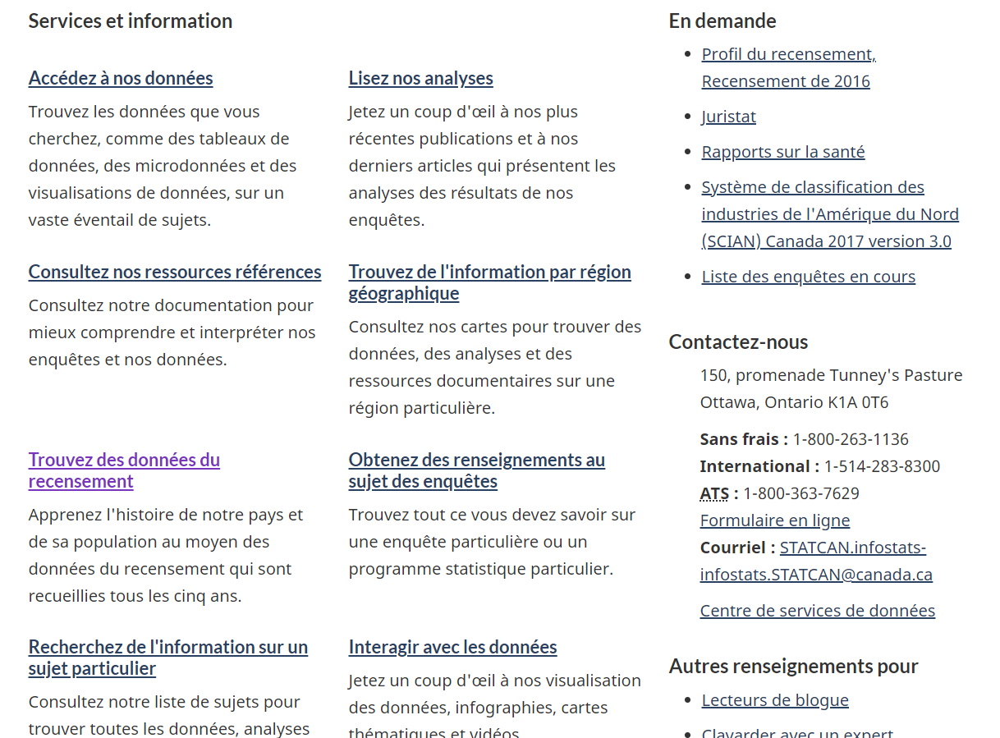 Services et information
Accédez à nos données
Trouvez les données que vous
cherchez, comme des tableaux de
données, des microdonnées et des
visualisations de données, sur un
vaste éventail de sujets.
Lisez nos analyses
Jetez un coup d'œil à nos plus
récentes publications et à nos
derniers articles qui présentent les
analyses des résultats de nos
enquêtes.
Consultez nos ressources références
Consultez notre documentation pour
mieux comprendre et interpréter nos
enquêtes et nos données.
Trouvez de l'information par région
géographique
Consultez nos cartes pour trouver des
données, des analyses et des
ressources documentaires sur une
région particulière.
Trouvez des données du
recensement
Apprenez l'histoire de notre pays et
de sa population au moyen des
données du recensement qui sont
recueillies tous les cinq ans.
Obtenez des renseignements au
sujet des enquêtes
Trouvez tout ce vous devez savoir sur
une enquête particulière ou un
programme statistique particulier.
Recherchez de l'information sur un
sujet particulier
Consultez notre liste de sujets pour
trouver toutes les données, analyses
Interagir avec les données
Jetez un coup d'œil à nos visualisation
des données, infographies, cartes
thématiques et vidéos
En demande
Profil du recensement,
Recensement de 2016
Juristat
Rapports sur la santé
Système de classification des
industries de l'Amérique du Nord
(SCIAN) Canada 2017 version 3.0
Liste des enquêtes en cours
Contactez-nous
150, promenade Tunney's Pasture
Ottawa, Ontario K1A 0T6
Sans frais : 1-800-263-1136
International : 1-514-283-8300
ATS : 1-800-363-7629
Formulaire en ligne
Courriel : STATCAN.infostats-
infostats.STATCAN@canada.ca
Centre de services de données
Autres renseignements pour
Lecteurs de blogue
Clavarder avec un expert